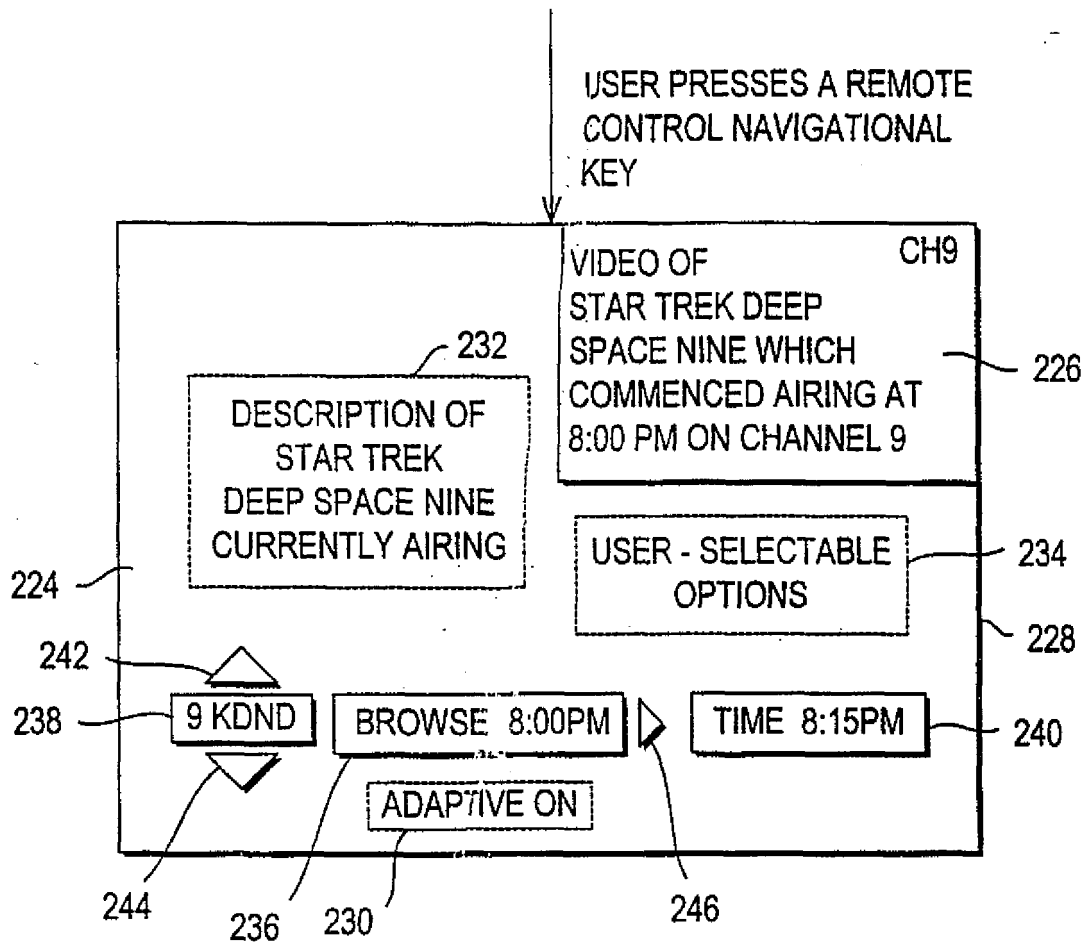 USER PRESSES A REMOTE
CONTROL NAVIGATIONAL
KEY
CH9
VIDEO OF
STAR TREK DEEP
SPACE NINE WHICH
COMMENCED AIRING AT
8:00 PM ON CHANNEL 9
226
232
DESCRIPTION OF
STAR TREK
DEEP SPACE NINE
CURRENTLY AIRING
USER - SELECTABLE
OPTIONS
234
224
228
242
238
9 KDND
BROWSE 8:00PM
TIME 8:15PM
240
ADAPTIVE ON
244
236
230
246